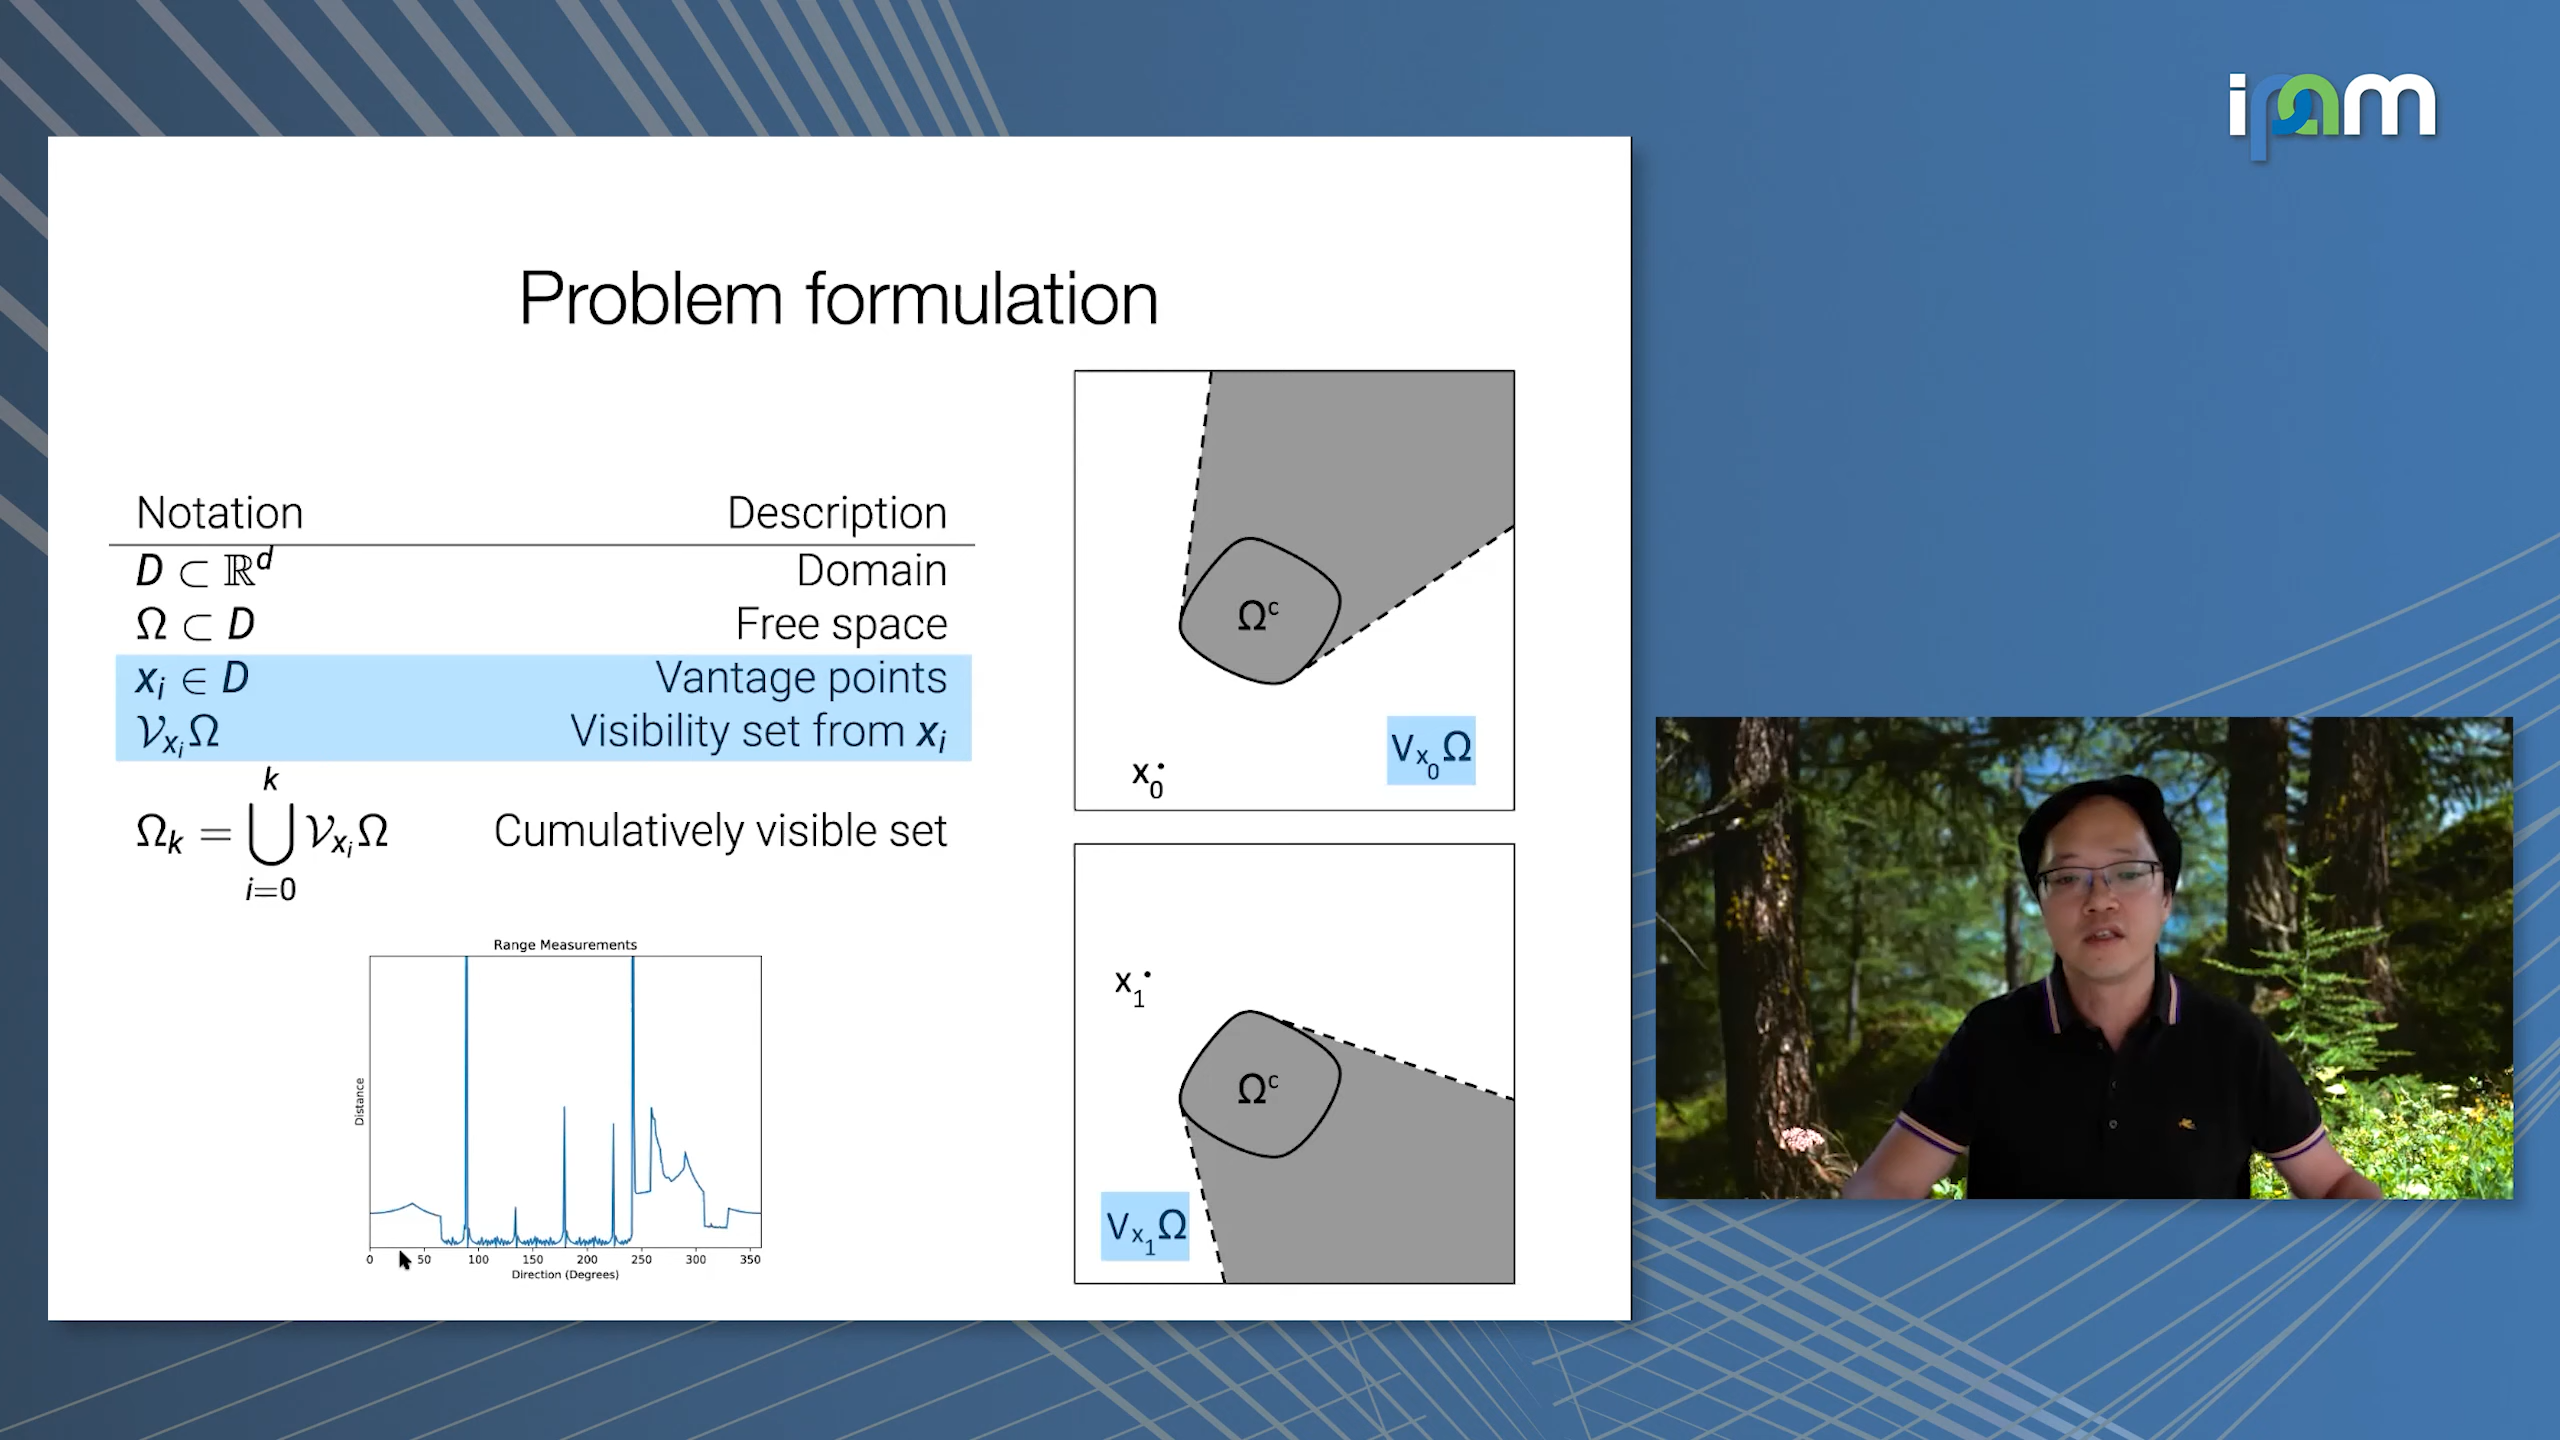 ipam
Problem formulation
Notation Description
D ⊂ ℝᵈ Domain
Ω ⊂ D Free space
xᵢ ∈ D Vantage points
𝒱ₓᵢΩ Visibility set from xᵢ
Ωₖ = ⋃ᵏᵢ₌₀ 𝒱ₓᵢΩ Cumulatively visible set
Range Measurements
Distance
0 50 100 150 200 250 300 350
Direction (Degrees)
Ωᶜ
Vₓ₀Ω
x₀
x₁
Ωᶜ
Vₓ₁Ω